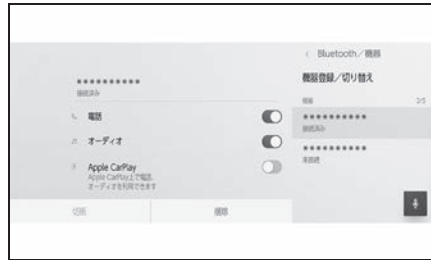 Bluetooth／機器
機器登録／切り替え
機器 2/5
**********
接続済み
**********
未接続
**********
接続済み
電話
オーディオ
Apple CarPlay
Apple CarPlay上で電話、
オーディオを利用できます
切断 削除